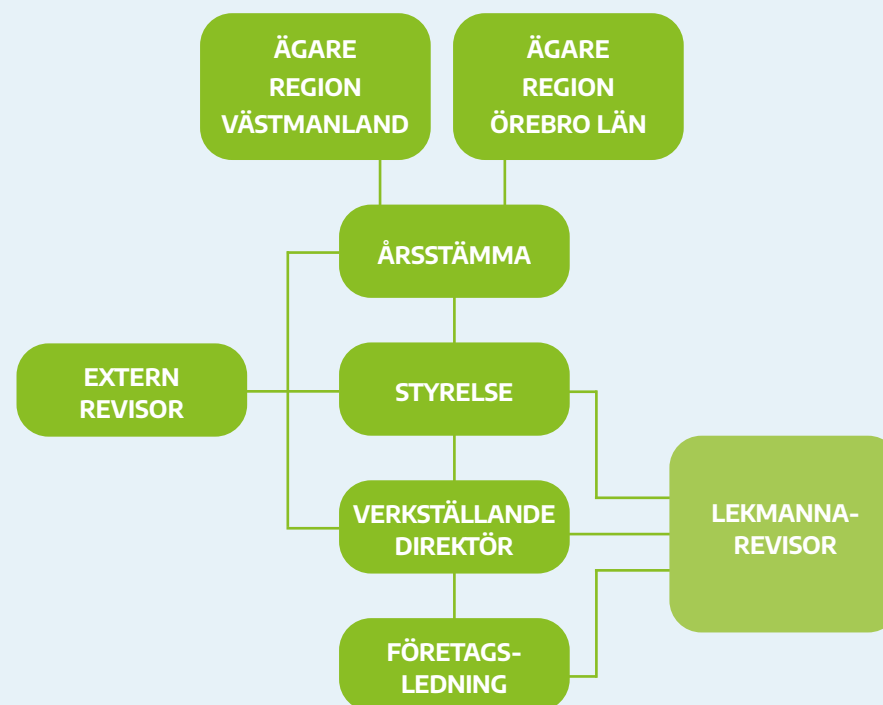 ÄGARE
REGION
VÄSTMANLAND
ÄGARE
REGION
ÖREBRO LÄN
ÅRSSTÄMMA
EXTERN
REVISOR
STYRELSE
VERKSTÄLLANDE
DIREKTÖR
LEKMANNA-
REVISOR
FÖRETAGS-
LEDNING